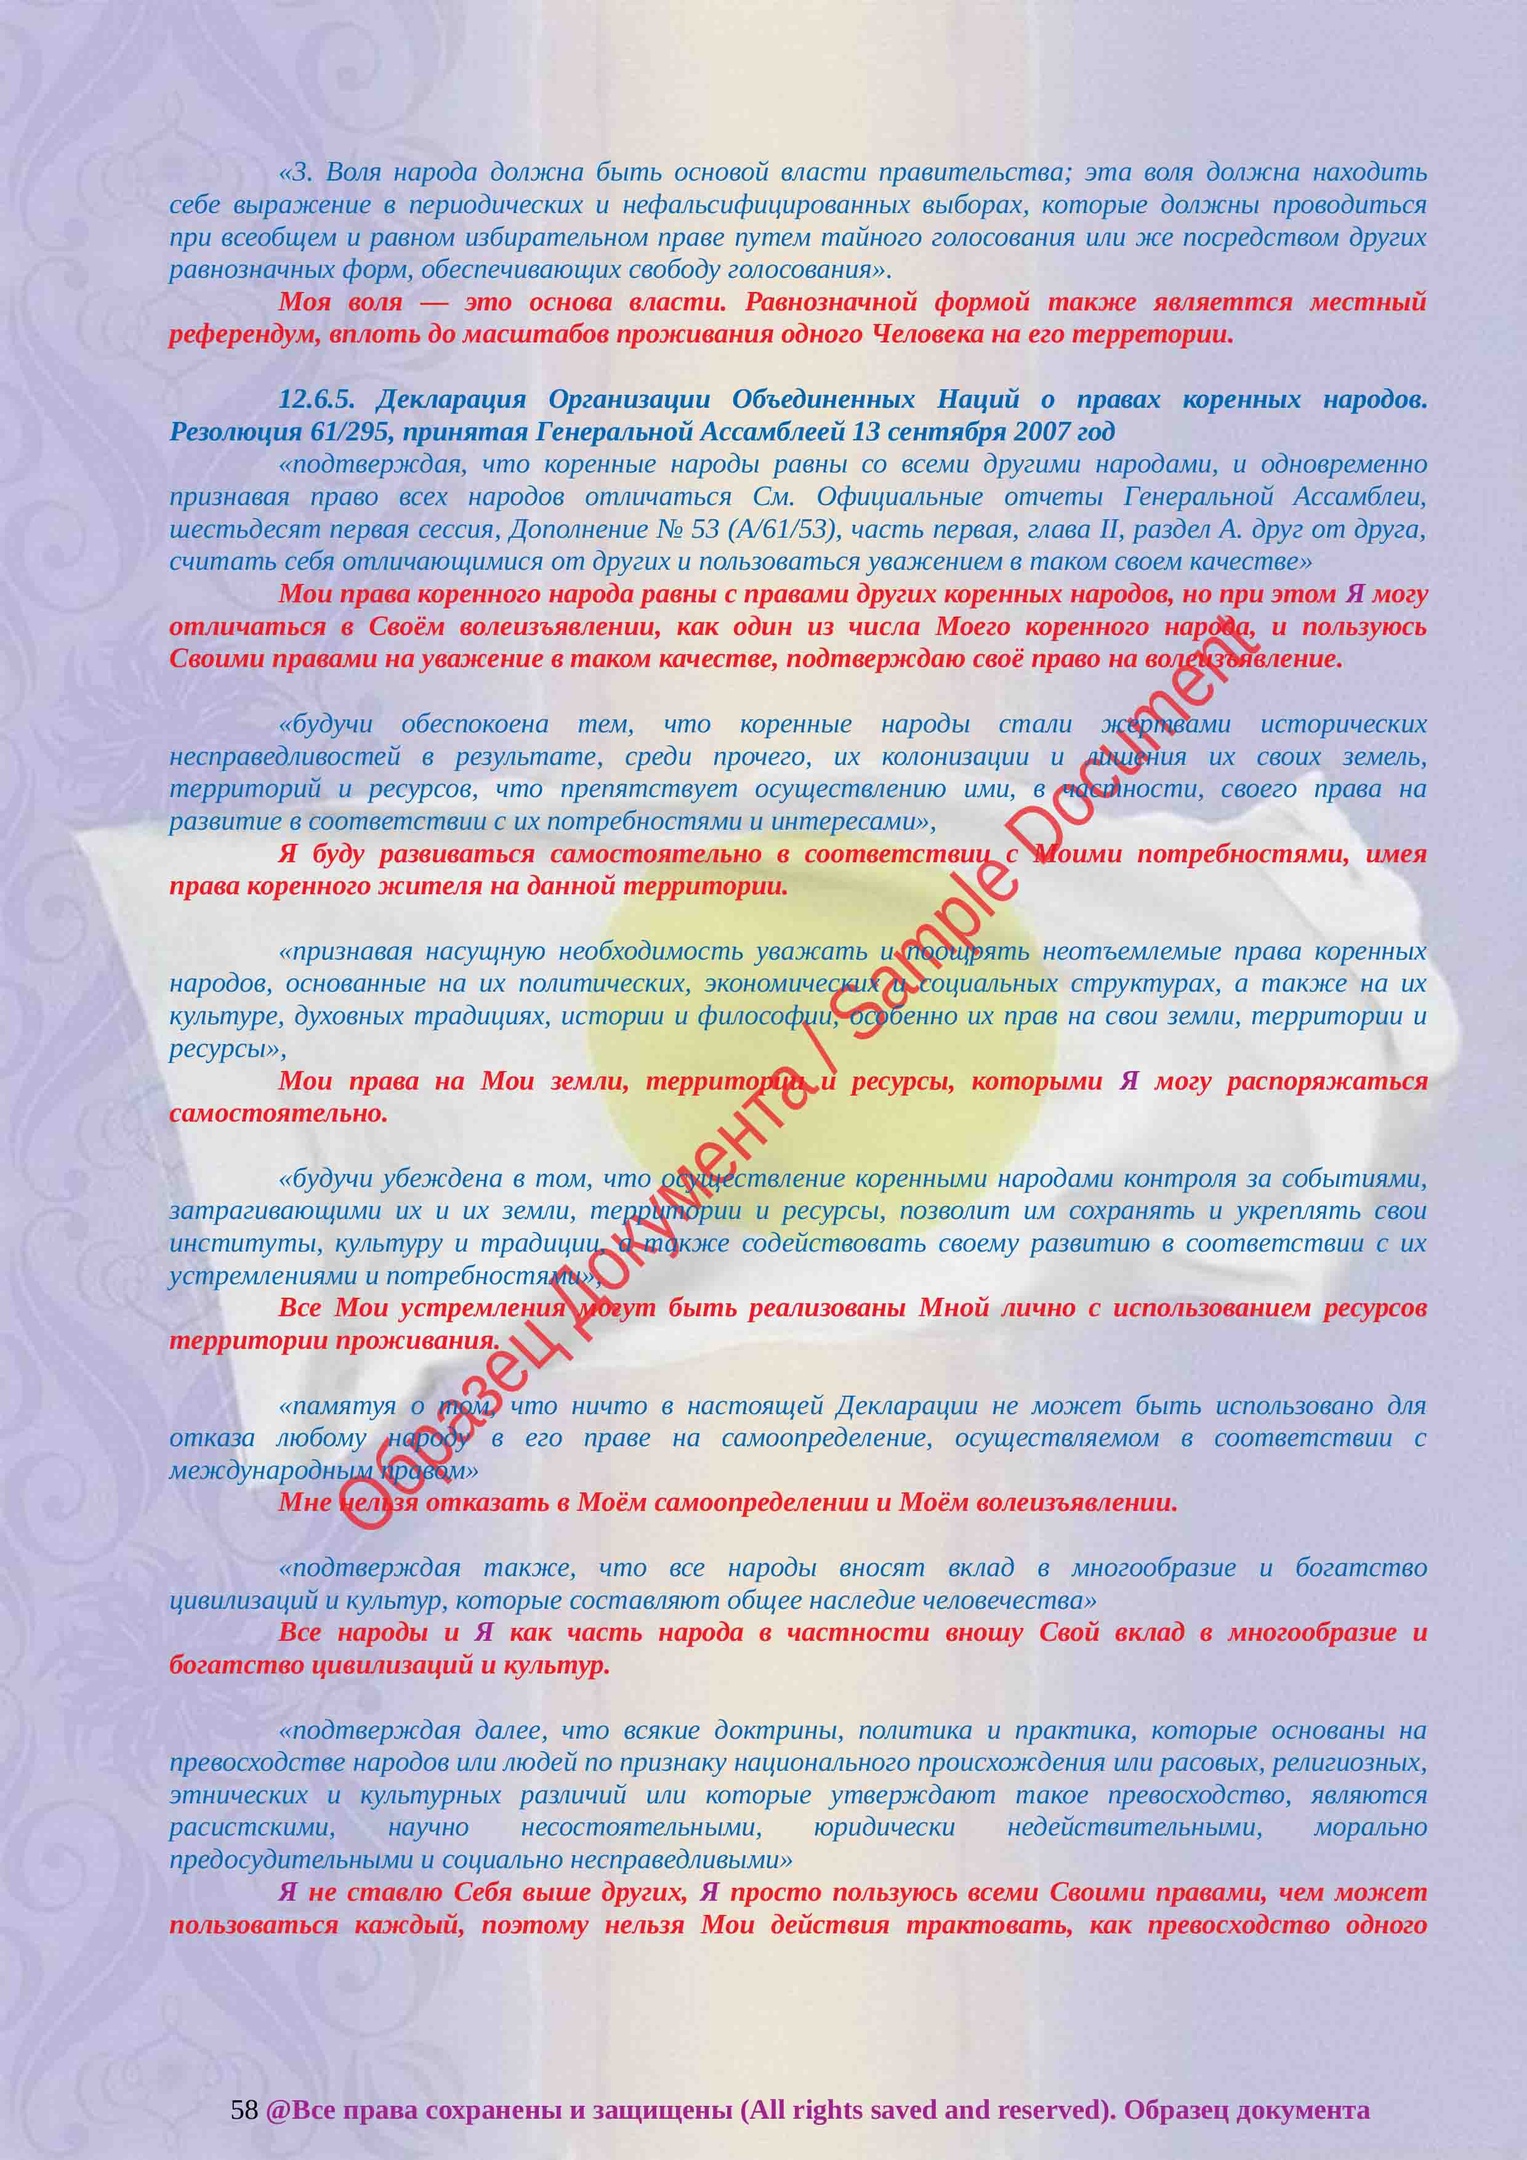 «3. Воля народа должна быть основой власти правительства; эта воля должна находить
себе выражение в периодических и нефальсифицированных выборах, которые должны проводиться
при всеобщем и равном избирательном праве путем тайного голосования или же посредством других
равнозначных форм, обеспечивающих свободу голосования».
Моя воля — это основа власти. Равнозначной формой также являеттся местный
референдум, вплоть до масштабов проживания одного Человека на его терретории.
12.6.5. Декларация Организации Объединенных Наций о правах коренных народов.
Резолюция 61/295, принятая Генеральной Ассамблеей 13 сентября 2007 год
«подтверждая, что коренные народы равны со всеми другими народами, и одновременно
признавая право всех народов отличаться См. Официальные отчеты Генеральной Ассамблеи,
шестьдесят первая сессия, Дополнение № 53 (A/61/53), часть первая, глава II, раздел A. друг от друга,
считать себя отличающимися от других и пользоваться уважением в таком своем качестве»
Мои права коренного народа равны с правами других коренных народов, но при этом Я могу
отличаться в Своём волеизъявлении, как один из числа Моего коренного народа, и пользуюсь
Своими правами на уважение в таком качестве, подтверждаю своё право на волеизъявление.
«будучи обеспокоена тем, что коренные народы стали жертвами исторических
несправедливостей в результате, среди прочего, их колонизации и лишения их своих земель,
территорий и ресурсов, что препятствует осуществлению ими, в частности, своего права на
развитие в соответствии с их потребностями и интересами»,
Я буду развиваться самостоятельно в соответствии с Моими потребностями, имея
права коренного жителя на данной территории.
«признавая насущную необходимость уважать и поощрять неотъемлемые права коренных
народов, основанные на их политических, экономических и социальных структурах, а также на их
культуре, духовных традициях, истории и философии, особенно их прав на свои земли, территории и
ресурсы»,
Мои права на Мои земли, территории и ресурсы, которыми Я могу распоряжаться
самостоятельно.
«будучи убеждена в том, что осуществление коренными народами контроля за событиями,
затрагивающими их и их земли, территории и ресурсы, позволит им сохранять и укреплять свои
институты, культуру и традиции, а также содействовать своему развитию в соответствии с их
устремлениями и потребностями»,
Все Мои устремления могут быть реализованы Мной лично с использованием ресурсов
территории проживания.
«памятуя о том, что ничто в настоящей Декларации не может быть использовано для
отказа любому народу в его праве на самоопределение, осуществляемом в соответствии с
международным правом»
Мне нельзя отказать в Моём самоопределении и Моём волеизъявлении.
«подтверждая также, что все народы вносят вклад в многообразие и богатство
цивилизаций и культур, которые составляют общее наследие человечества»
Все народы и Я как часть народа в частности вношу Свой вклад в многообразие и
богатство цивилизаций и культур.
«подтверждая далее, что всякие доктрины, политика и практика, которые основаны на
превосходстве народов или людей по признаку национального происхождения или расовых, религиозных,
этнических и культурных различий или которые утверждают такое превосходство, являются
расистскими, научно несостоятельными, юридически недействительными, морально
предосудительными и социально несправедливыми»
Я не ставлю Себя выше других, Я просто пользуюсь всеми Своими правами, чем может
пользоваться каждый, поэтому нельзя Мои действия трактовать, как превосходство одного
Образец Документа / Sample Document
58 @Все права сохранены и защищены (All rights saved and reserved). Образец документа